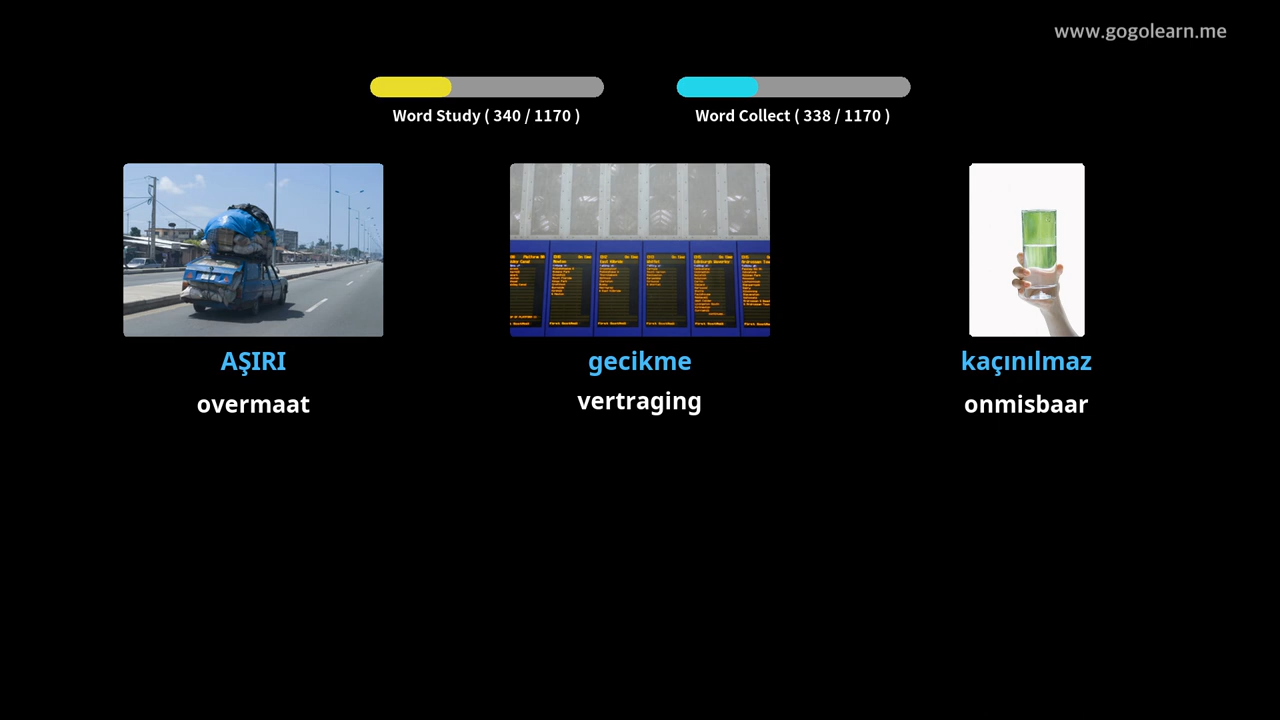 www.gogolearn.me
Word Study ( 340 / 1170 )
Word Collect ( 338 / 1170 )
AŞIRI
gecikme
kaçınılmaz
overmaat
vertraging
onmisbaar